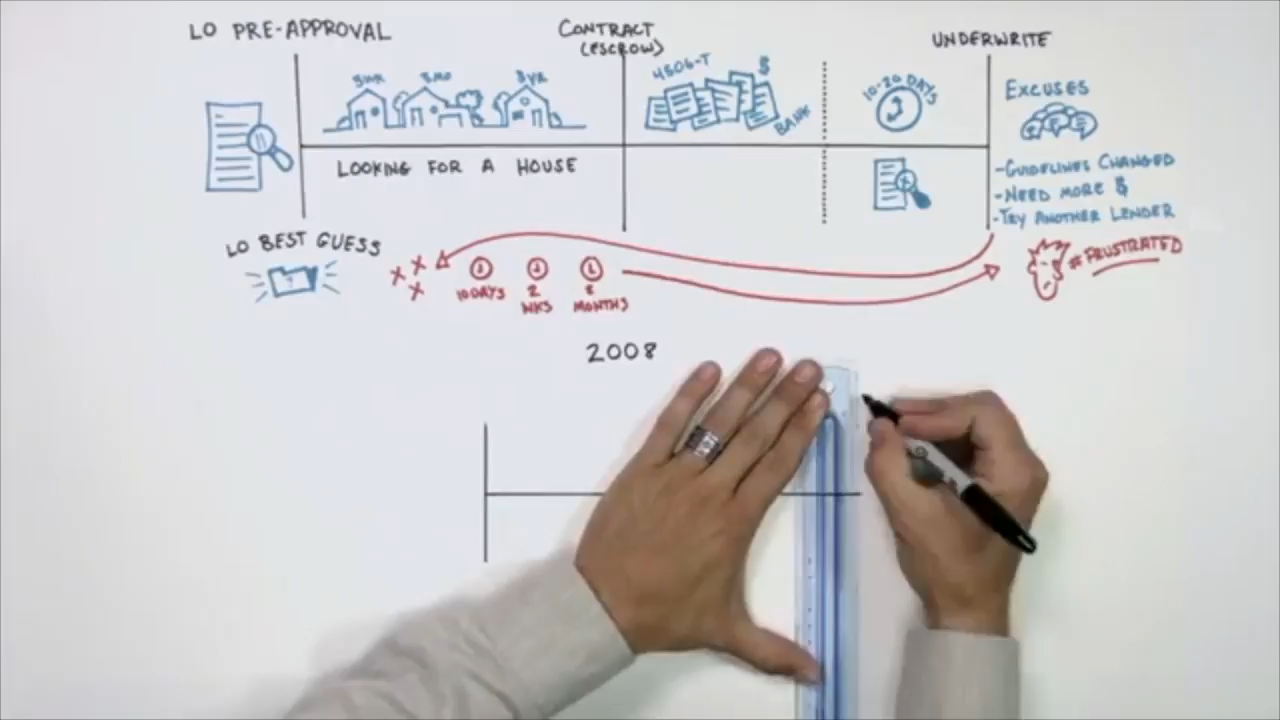 LO PRE-APPROVAL
CONTRACT
(ESCROW)
UNDERWRITE
4506-T
$
BANK
10-20 DAYS
EXCUSES
LOOKING FOR A HOUSE
-GUIDELINES CHANGED
-NEED MORE $
-TRY ANOTHER LENDER
LO BEST GUESS
10 DAYS
2
WKS
MONTHS
#FRUSTRATED
2008